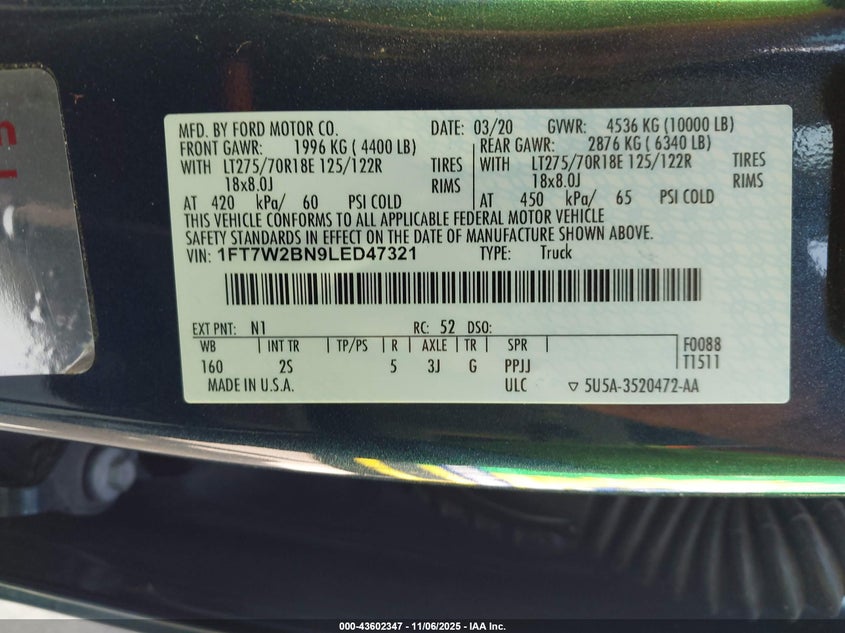 MFD. BY FORD MOTOR CO.
DATE: 03/20 GVWR: 4536 KG (10000 LB)
FRONT GAWR: 1996 KG ( 4400 LB) REAR GAWR: 2876 KG ( 6340 LB)
WITH LT275/70R18E 125/122R TIRES WITH LT275/70R18E 125/122R TIRES
18x8.0J RIMS 18x8.0J RIMS
AT 420 kPa/ 60 PSI COLD AT 450 kPa/ 65 PSI COLD
THIS VEHICLE CONFORMS TO ALL APPLICABLE FEDERAL MOTOR VEHICLE
SAFETY STANDARDS IN EFFECT ON THE DATE OF MANUFACTURE SHOWN ABOVE.
VIN: 1FT7W2BN9LED47321 TYPE: Truck
EXT PNT: N1 RC: 52 DSO:
WB INT TR TP/PS R AXLE TR SPR F0088
160 2S 5 3J G PPJJ T1511
MADE IN U.S.A. ULC ▽ 5U5A-3520472-AA
000-43602347 - 11/06/2025 - IAA Inc.